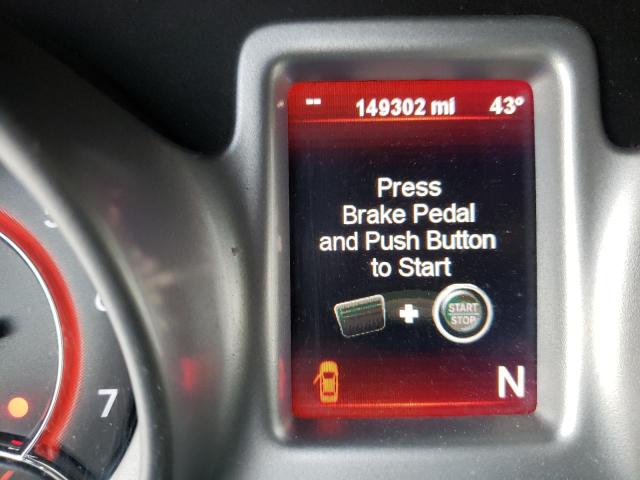 -- 149302 mi 43°
Press
Brake Pedal
and Push Button
to Start
START
STOP
N
7